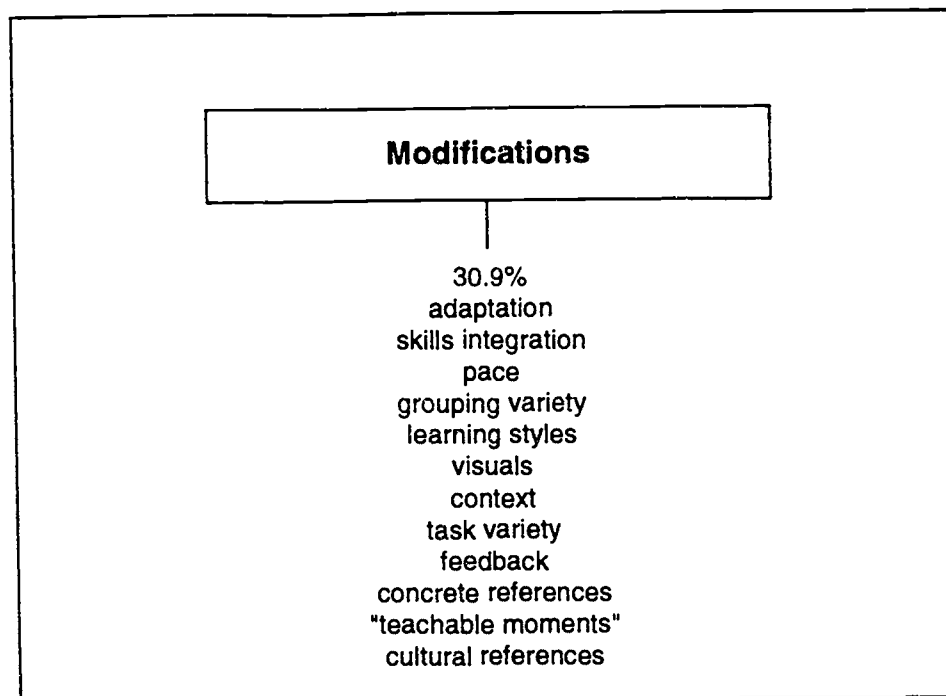 Modifications
30.9%
adaptation
skills integration
pace
grouping variety
learning styles
visuals
context
task variety
feedback
concrete references
"teachable moments"
cultural references